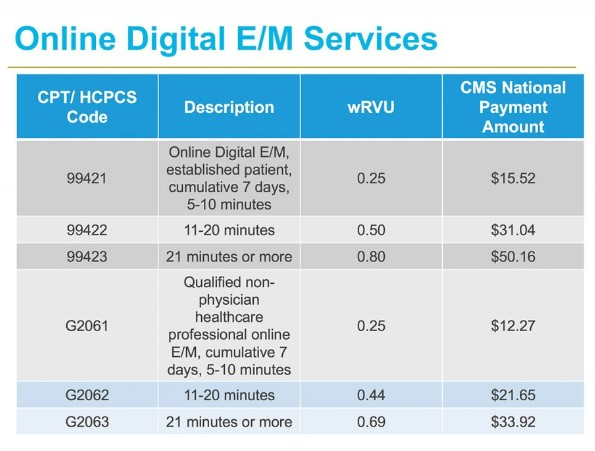 Online Digital E/M Services
CPT/ HCPCS
Code
Description
wRVU
CMS National
Payment
Amount
99421
Online Digital E/M,
established patient,
cumulative 7 days,
5-10 minutes
0.25
$15.52
99422
11-20 minutes
0.50
$31.04
99423
21 minutes or more
0.80
$50.16
G2061
Qualified non-
physician
healthcare
professional online
E/M, cumulative 7
days, 5-10 minutes
0.25
$12.27
G2062
11-20 minutes
0.44
$21.65
G2063
21 minutes or more
0.69
$33.92